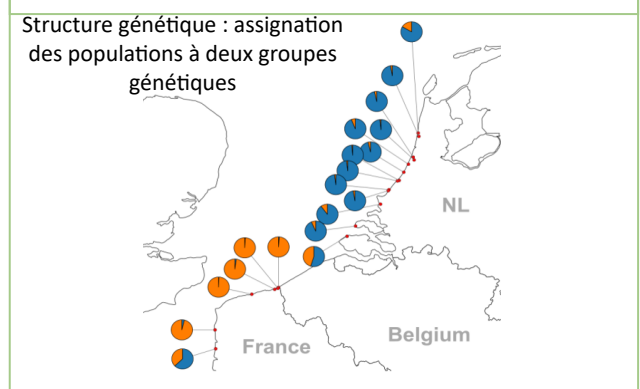 Structure génétique : assignation
des populations à deux groupes
génétiques
NL
Belgium
France